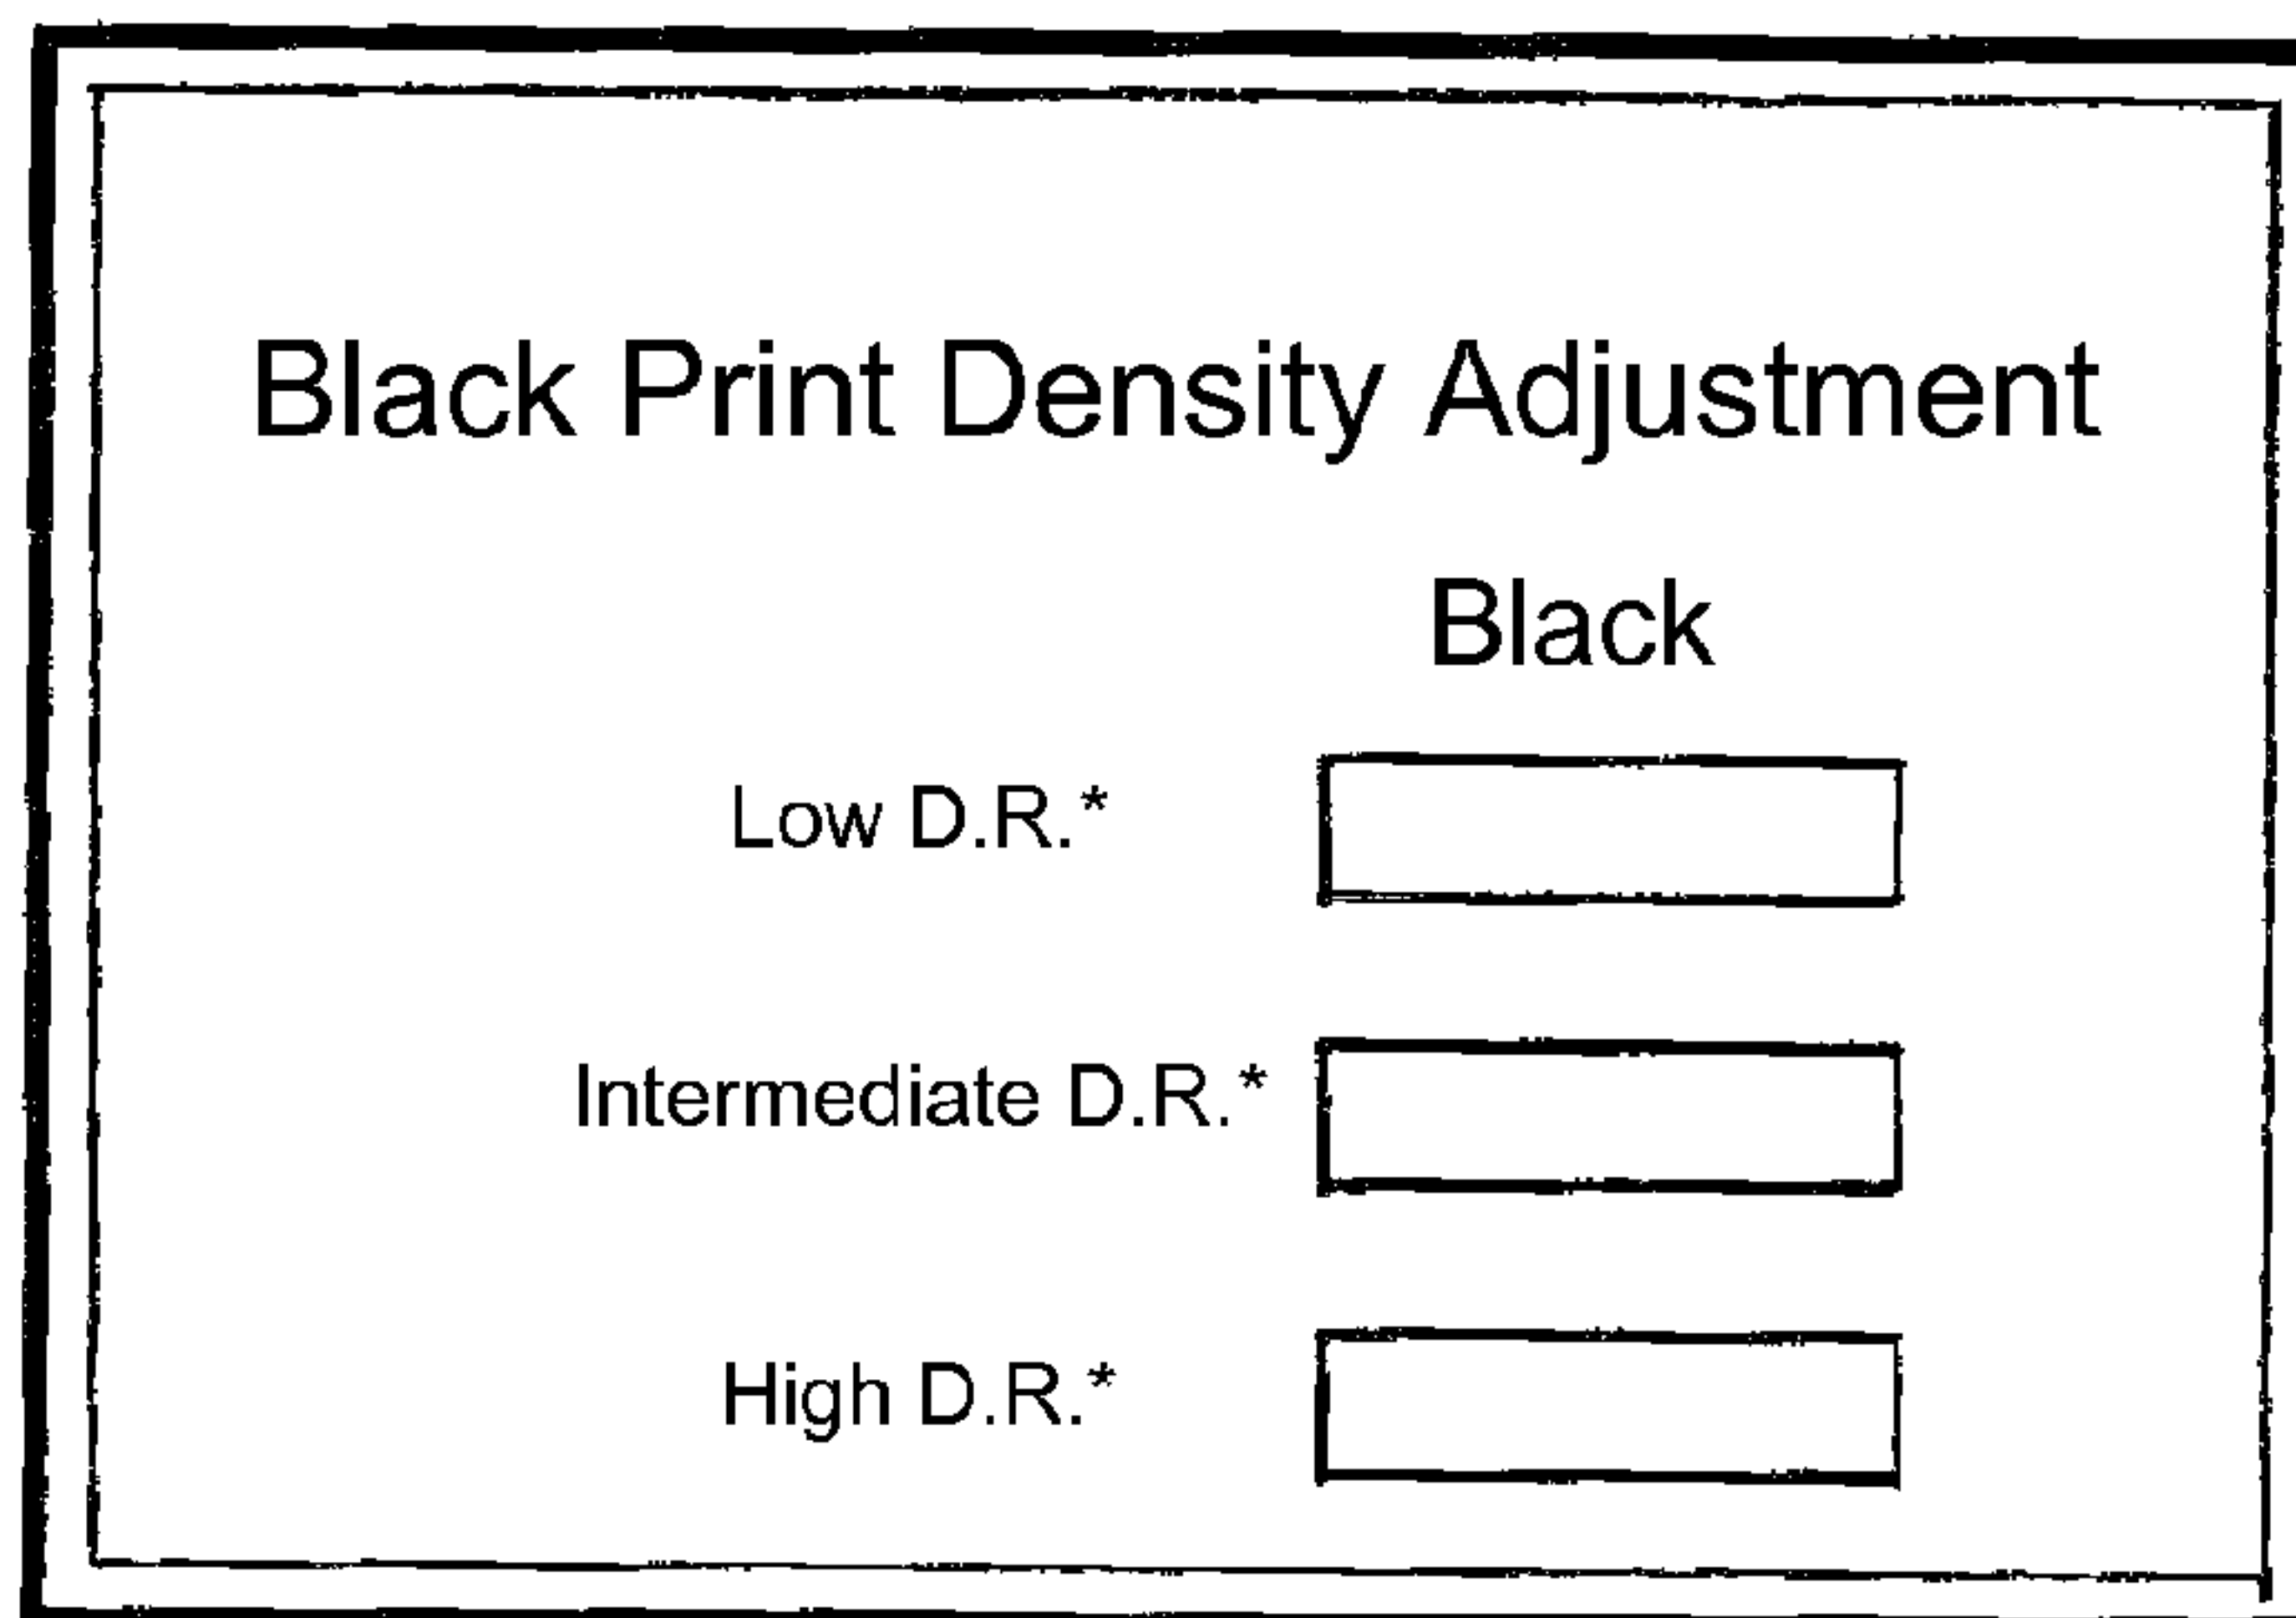 Black Print Density Adjustment
Black
Low D.R.*
Intermediate D.R.*
High D.R.*